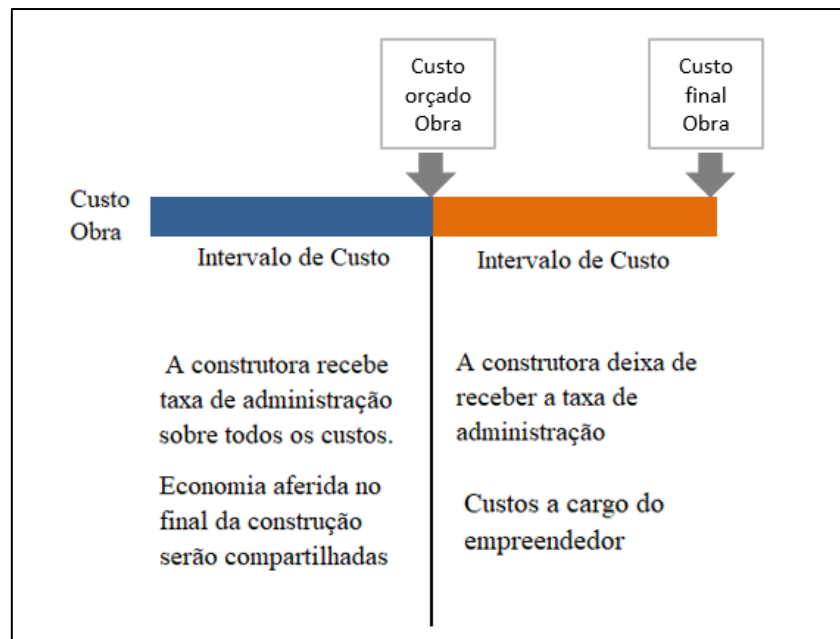 Custo
orçado
Obra
Custo
final
Obra
Custo
Obra
Intervalo de Custo
Intervalo de Custo
A construtora recebe
taxa de administração
sobre todos os custos.
Economia aferida no
final da construção
serão compartilhadas
A construtora deixa de
receber a taxa de
administração
Custos a cargo do
empreendedor